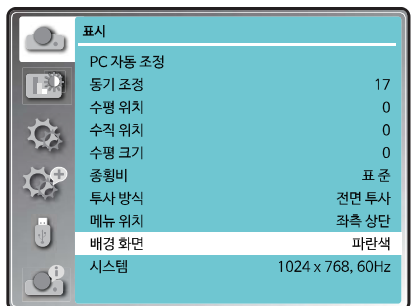 표시
PC 자동 조정
동기 조정 17
수평 위치 0
수직 위치 0
수평 크기 0
종횡비 표 준
투사 방식 전면 투사
메뉴 위치 좌측 상단
배경 화면 파란색
시스템 1024 x 768, 60Hz